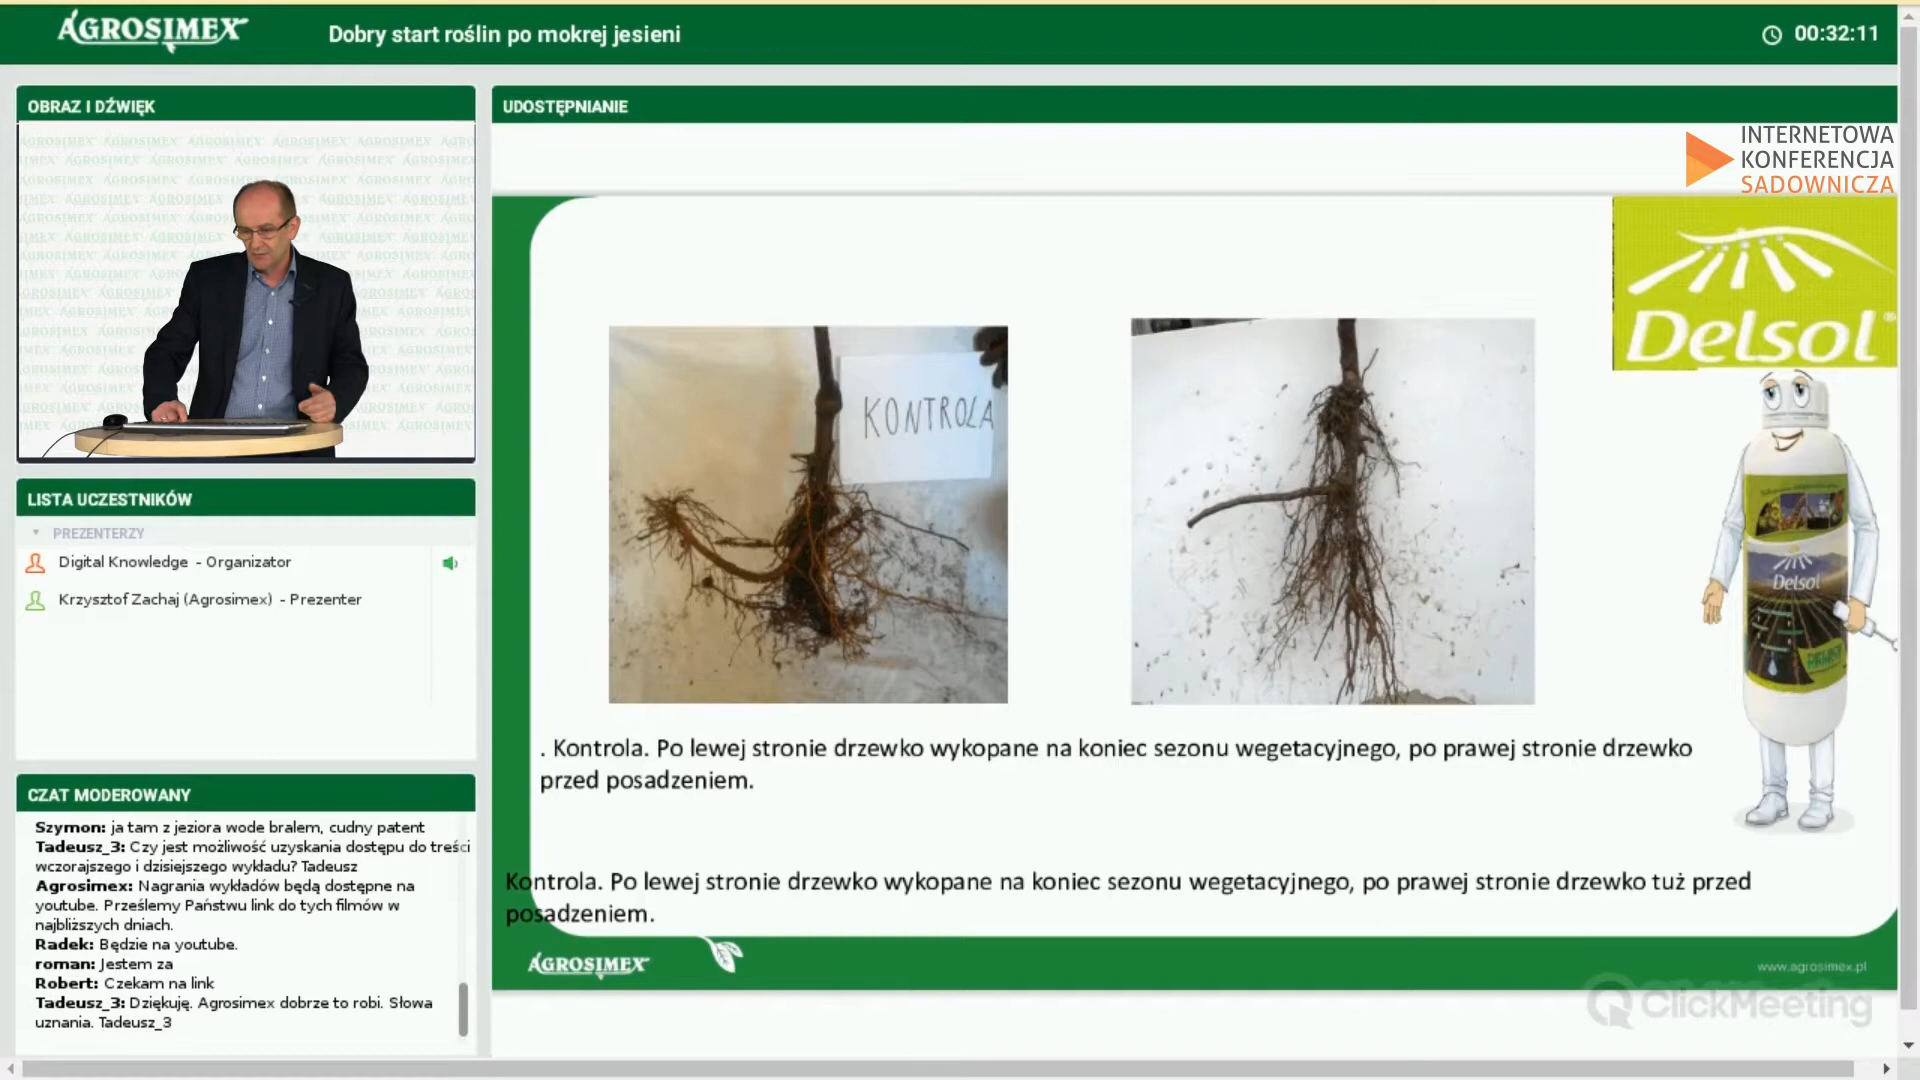 AGROSIMEX
Dobry start roślin po mokrej jesieni
00:32:11
OBRAZ I DŹWIĘK
UDOSTĘPNIANIE
INTERNETOWA
KONFERENCJA
SADOWNICZA
Delsol®
KONTROLA
Delsol
. Kontrola. Po lewej stronie drzewko wykopane na koniec sezonu wegetacyjnego, po prawej stronie drzewko
przed posadzeniem.
Kontrola. Po lewej stronie drzewko wykopane na koniec sezonu wegetacyjnego, po prawej stronie drzewko tuż przed
posadzeniem.
AGROSIMEX
www.agrosimex.pl
ClickMeeting
LISTA UCZESTNIKÓW
PREZENTERZY
Digital Knowledge - Organizator
Krzysztof Zachaj (Agrosimex) - Prezenter
CZAT MODEROWANY
Szymon: ja tam z jeziora wode bralem, cudny patent
Tadeusz_3: Czy jest możliwość uzyskania dostępu do treści
wczorajszego i dzisiejszego wykładu? Tadeusz
Agrosimex: Nagrania wykładów będą dostępne na
youtube. Prześlemy Państwu link do tych filmów w
najbliższych dniach.
Radek: Będzie na youtube.
roman: Jestem za
Robert: Czekam na link
Tadeusz_3: Dziękuję. Agrosimex dobrze to robi. Słowa
uznania. Tadeusz_3